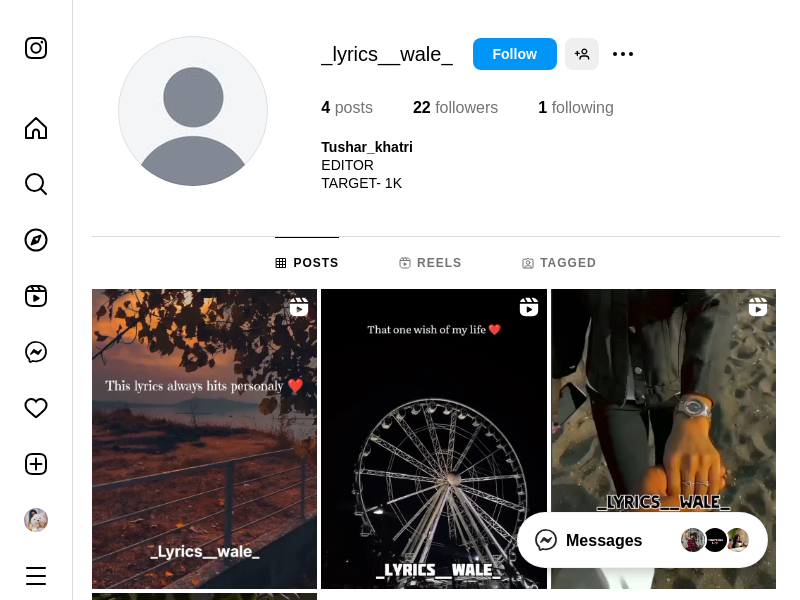 _lyrics__wale_
Follow
4 posts
22 followers
1 following
Tushar_khatri
EDITOR
TARGET- 1K
POSTS
REELS
TAGGED
This lyrics always hits personaly ❤️
_Lyrics__wale_
That one wish of my life ❤️
_LYRICS__WALE_
_LYRICS__WALE_
Messages